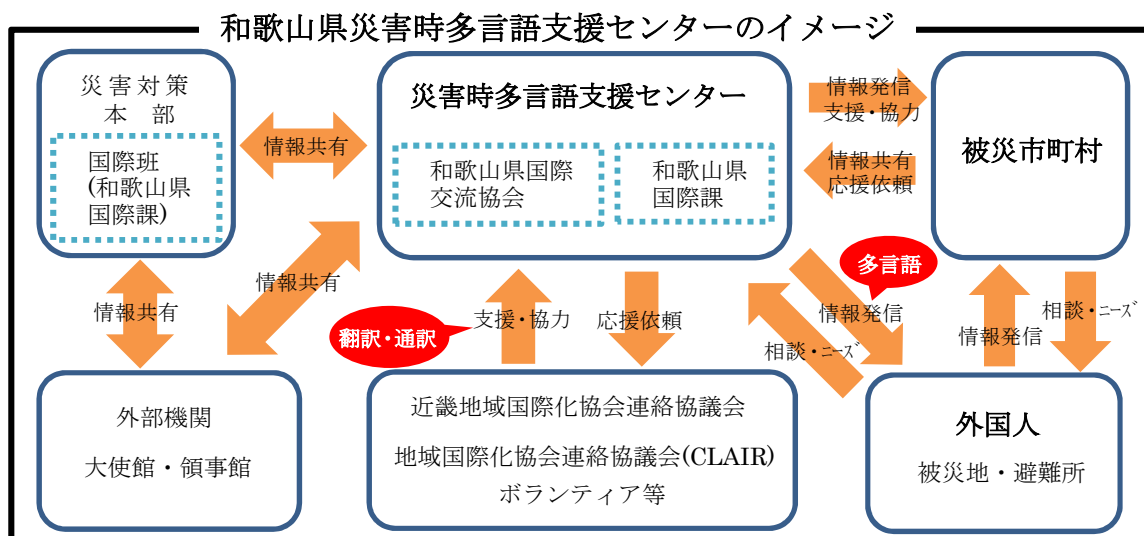 和歌山県災害時多言語支援センターのイメージ
災害対策
本部
国際班
(和歌山県
国際課)
情報共有
災害時多言語支援センター
和歌山県国際
交流協会
和歌山県
国際課
情報発信
支援・協力
情報共有
応援依頼
被災市町村
情報共有
情報共有
翻訳・通訳
支援・協力
応援依頼
多言語
情報発信
相談・ニーズ
情報発信
相談・ニーズ
外部機関
大使館・領事館
近畿地域国際化協会連絡協議会
地域国際化協会連絡協議会(CLAIR)
ボランティア等
外国人
被災地・避難所